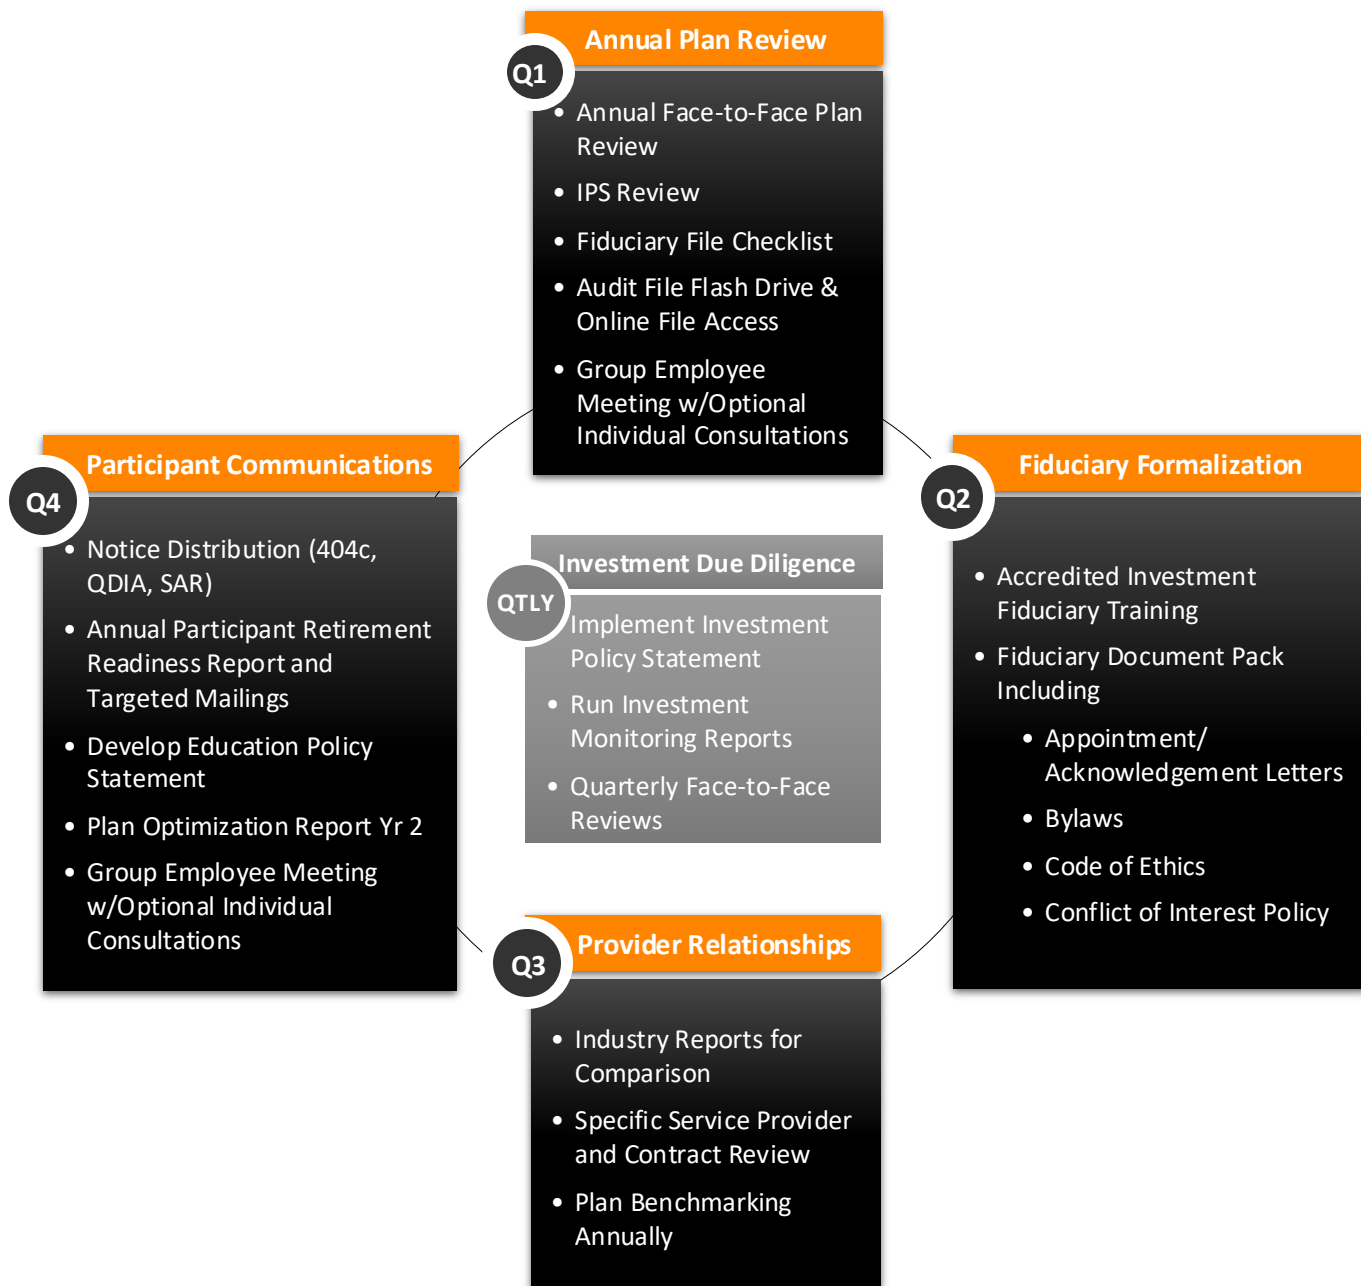 Annual Plan Review
Q1
• Annual Face-to-Face Plan
Review
• IPS Review
• Fiduciary File Checklist
• Audit File Flash Drive &
Online File Access
• Group Employee
Meeting w/Optional
Individual Consultations
Fiduciary Formalization
Q2
• Accredited Investment
Fiduciary Training
• Fiduciary Document Pack
Including
• Appointment/
Acknowledgement Letters
• Bylaws
• Code of Ethics
• Conflict of Interest Policy
Provider Relationships
Q3
• Industry Reports for
Comparison
• Specific Service Provider
and Contract Review
• Plan Benchmarking
Annually
Participant Communications
Q4
• Notice Distribution (404c,
QDIA, SAR)
• Annual Participant Retirement
Readiness Report and
Targeted Mailings
• Develop Education Policy
Statement
• Plan Optimization Report Yr 2
• Group Employee Meeting
w/Optional Individual
Consultations
Investment Due Diligence
QTLY
Implement Investment
Policy Statement
• Run Investment
Monitoring Reports
• Quarterly Face-to-Face
Reviews